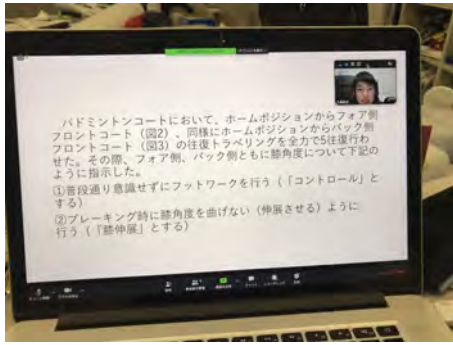 バドミントンコートにおいて、ホームポジションからフォア側
フロントコート(図2)、同様にホームポジションからバック側
フロントコート(図3)の往復トラベリングを全力で5往復行わ
せた。その際、フォア側、バック側ともに膝角度について下記の
ように指示した。
①普段通り意識せずにフットワークを行う(「コントロール」と
する)
②ブレーキング時に膝角度を曲げない(伸展させる)ように
行う(「膝伸展」とする)